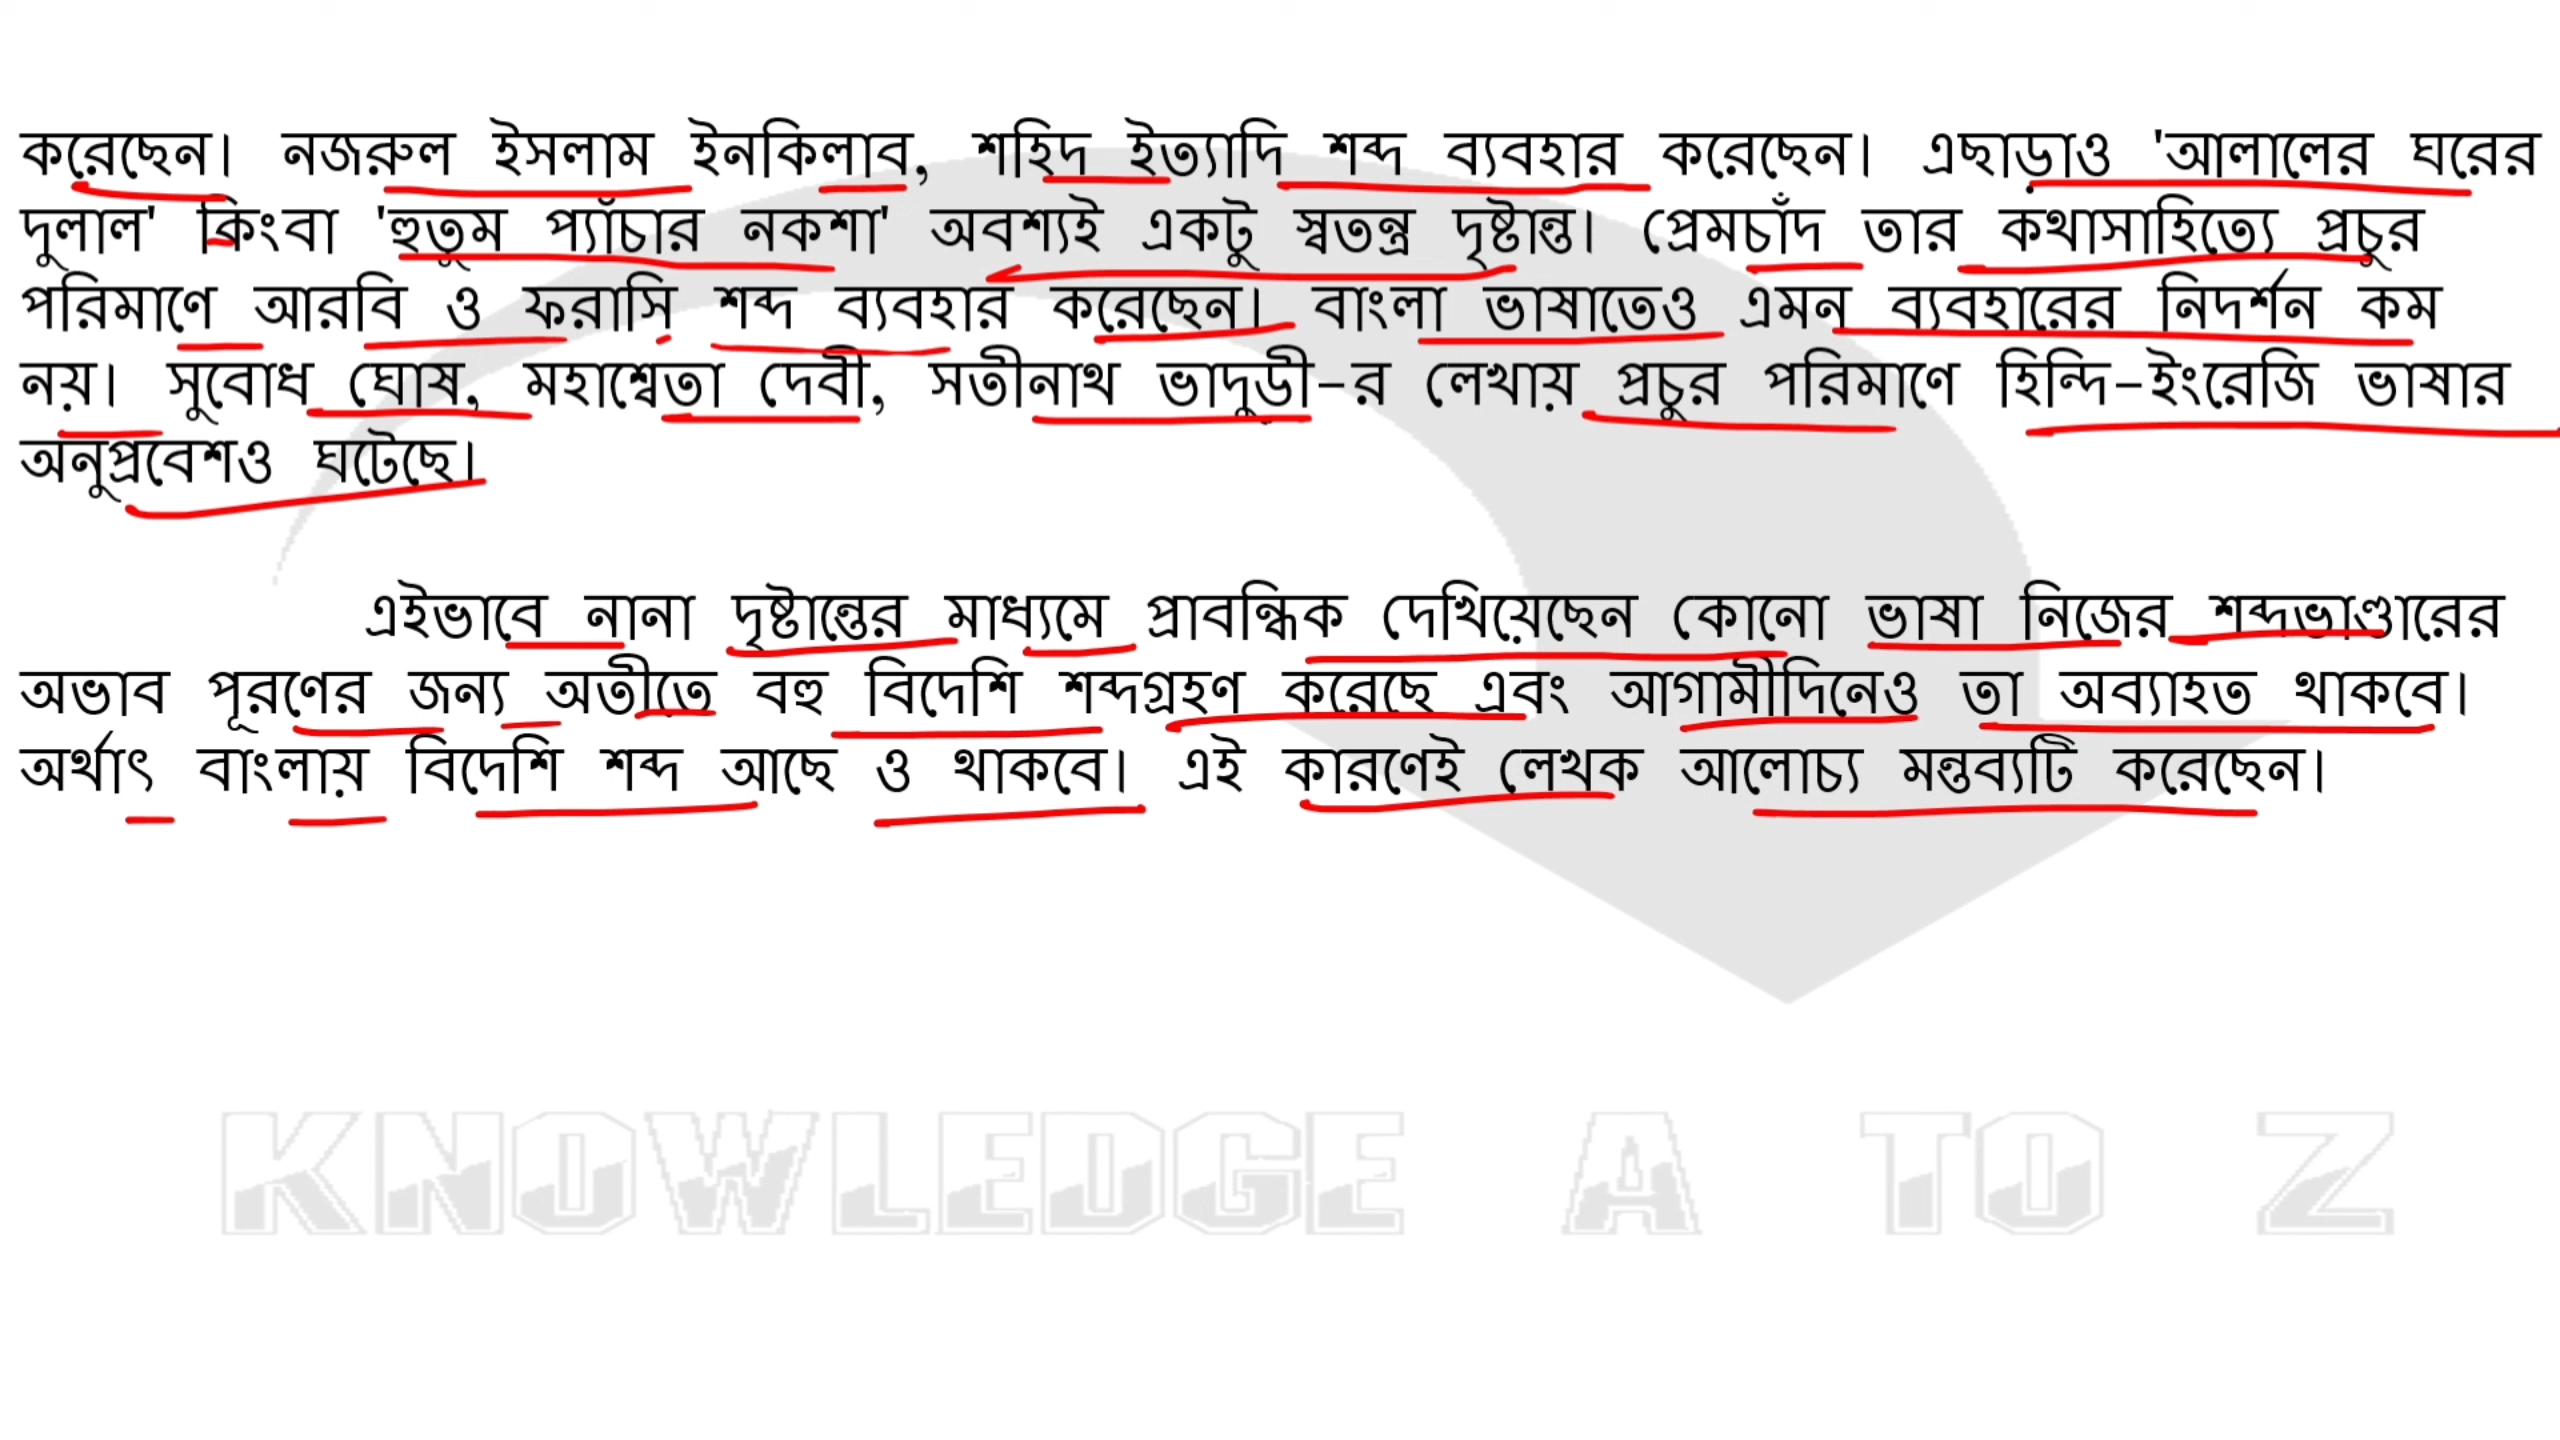 করেছেন। নজরুল ইসলাম ইনকিলাব, শহিদ ইত্যাদি শব্দ ব্যবহার করেছেন। এছাড়াও 'আলালের ঘরের
দুলাল' কিংবা 'হুতুম প্যাঁচার নকশা' অবশ্যই একটু স্বতন্ত্র দৃষ্টান্ত। প্রেমচাঁদ তার কথাসাহিত্যে প্রচুর
পরিমাণে আরবি ও ফরাসি শব্দ ব্যবহার করেছেন। বাংলা ভাষাতেও এমন ব্যবহারের নিদর্শন কম
নয়। সুবোধ ঘোষ, মহাশ্বেতা দেবী, সতীনাথ ভাদুড়ী-র লেখায় প্রচুর পরিমাণে হিন্দি-ইংরেজি ভাষার
অনুপ্রবেশও ঘটেছে।
এইভাবে নানা দৃষ্টান্তের মাধ্যমে প্রাবন্ধিক দেখিয়েছেন কোনো ভাষা নিজের শব্দভাণ্ডারের
অভাব পূরণের জন্য অতীতে বহু বিদেশি শব্দগ্রহণ করেছে এবং আগামীদিনেও তা অব্যাহত থাকবে।
অর্থাৎ বাংলায় বিদেশি শব্দ আছে ও থাকবে। এই কারণেই লেখক আলোচ্য মন্তব্যটি করেছেন।
KNOWLEDGE A TO Z